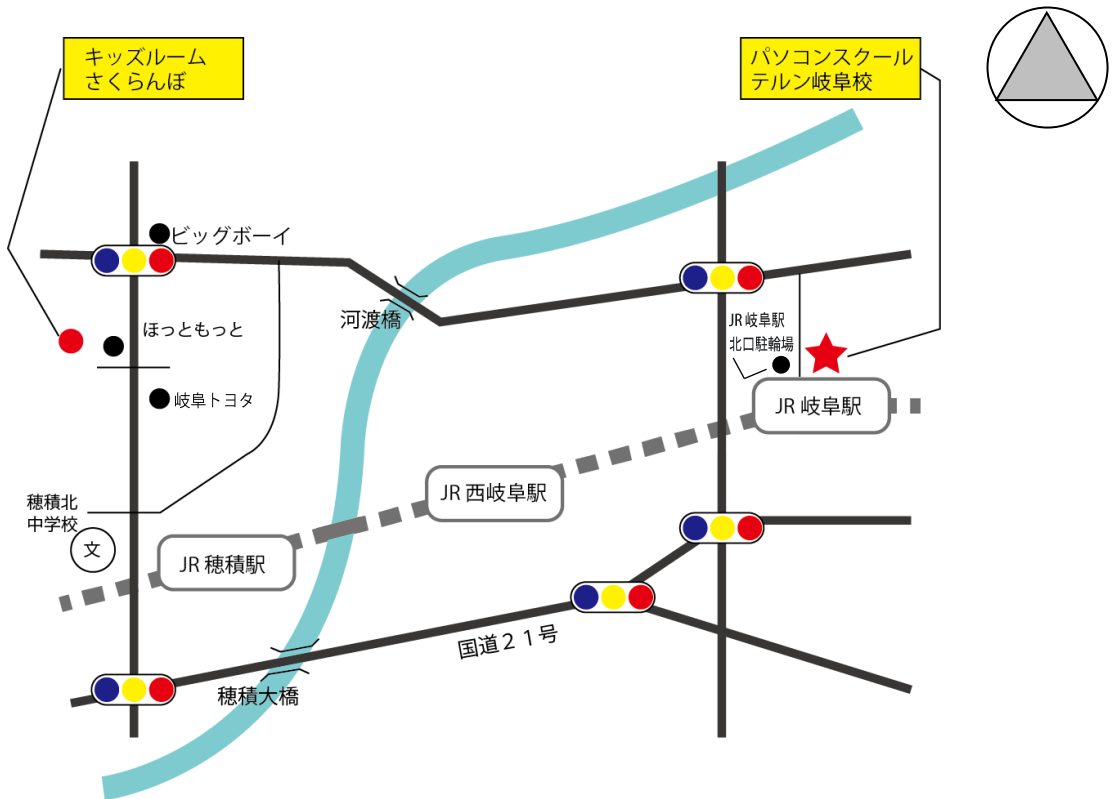 キッズルーム
さくらんぼ
パソコンスクール
テルン岐阜校
ビッグボーイ
河渡橋
ほっともっと
JR 岐阜駅
北口駐輪場
岐阜トヨタ
JR 岐阜駅
JR 西岐阜駅
穂積北
中学校
文
JR 穂積駅
国道２１号
穂積大橋